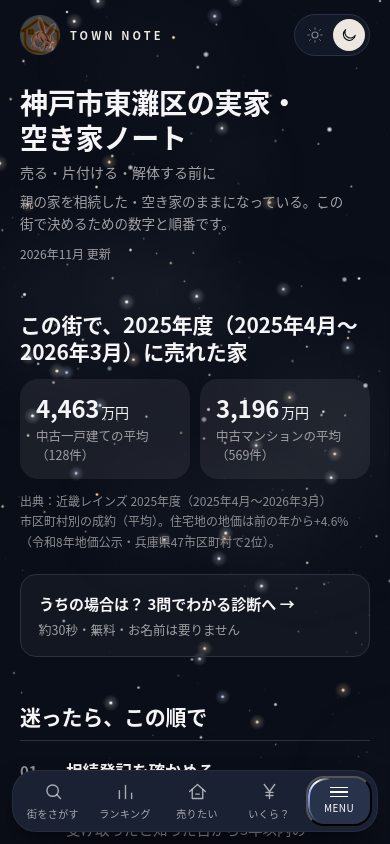 TOWN NOTE
神戸市東灘区の実家・
空き家ノート
売る・片付ける・解体する前に
親の家を相続した・空き家のままになっている。この
街で決めるための数字と順番です。
2026年11月 更新
この街で、2025年度（2025年4月〜
2026年3月）に売れた家
4,463万円
中古一戸建ての平均
（128件）
3,196万円
中古マンションの平均
（569件）
出典：近畿レインズ 2025年度（2025年4月〜2026年3月）
市区町村別の成約（平均）。住宅地の地価は前の年から+4.6%
（令和8年地価公示・兵庫県47市区町村で2位）。
うちの場合は？ 3問でわかる診断へ →
約30秒・無料・お名前は要りません
迷ったら、この順で
01 相続登記を確かめる
街をさがす
ランキング
売りたい
いくら？
MENU